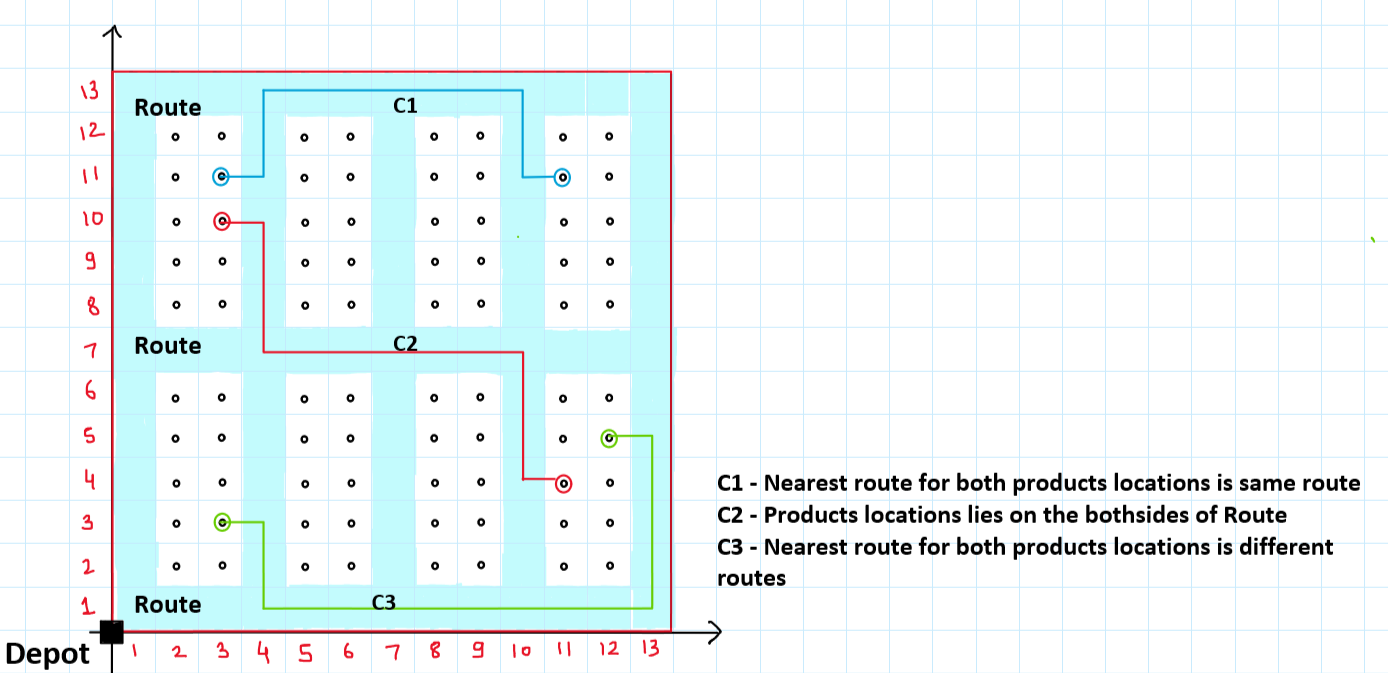 13
Route
C1
12
11
10
9
8
7
Route
C2
6
5
4
3
2
1
Route
C3
Depot
1 2 3 4 5 6 7 8 9 10 11 12 13
C1 - Nearest route for both products locations is same route
C2 - Products locations lies on the bothsides of Route
C3 - Nearest route for both products locations is different
routes